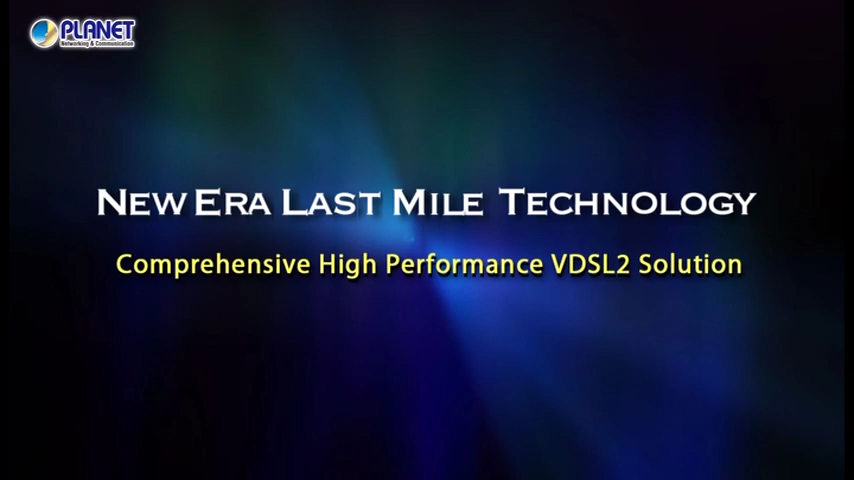 PLANET
Networking & Communication
NEW ERA LAST MILE TECHNOLOGY
Comprehensive High Performance VDSL2 Solution